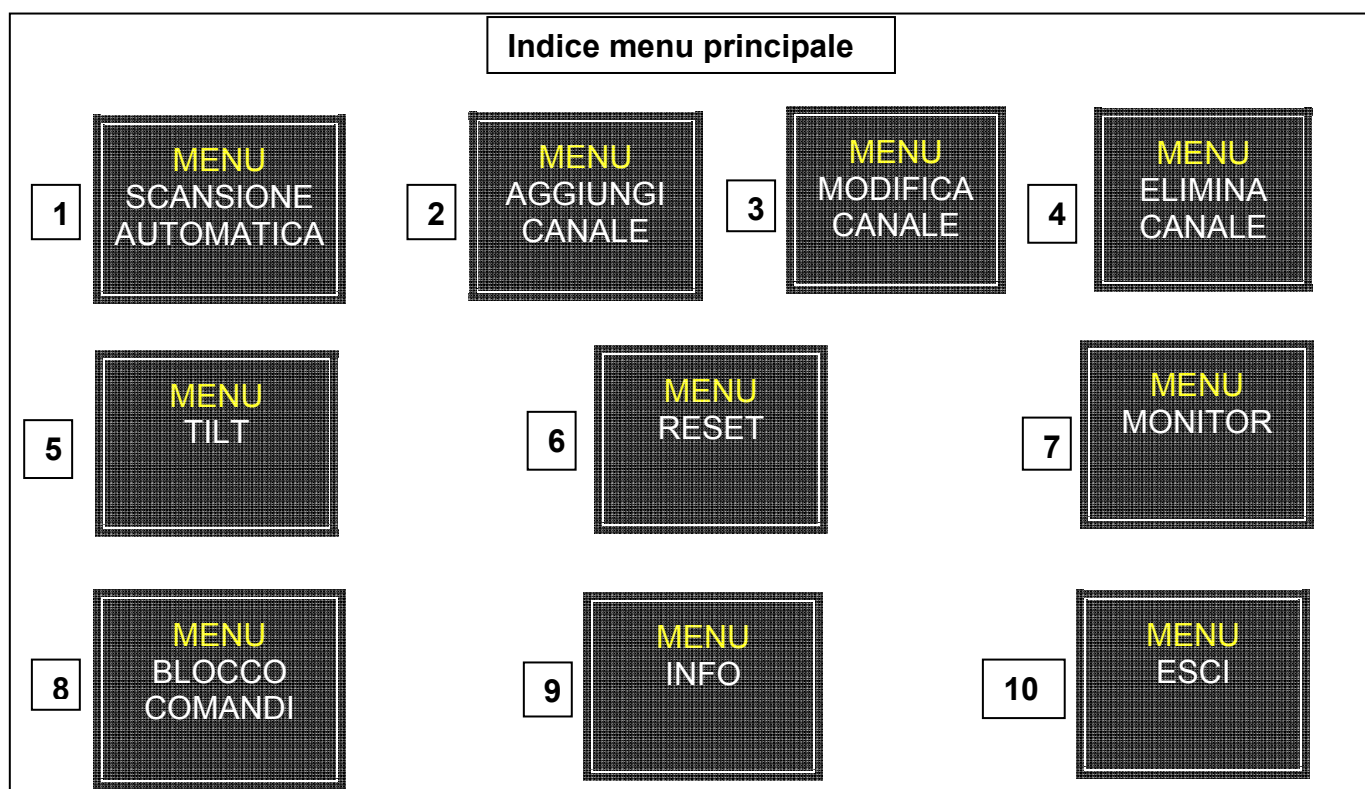 Indice menu principale
1
MENU
SCANSIONE
AUTOMATICA
2
MENU
AGGIUNGI
CANALE
3
MENU
MODIFICA
CANALE
4
MENU
ELIMINA
CANALE
5
MENU
TILT
6
MENU
RESET
7
MENU
MONITOR
8
MENU
BLOCCO
COMANDI
9
MENU
INFO
10
MENU
ESCI